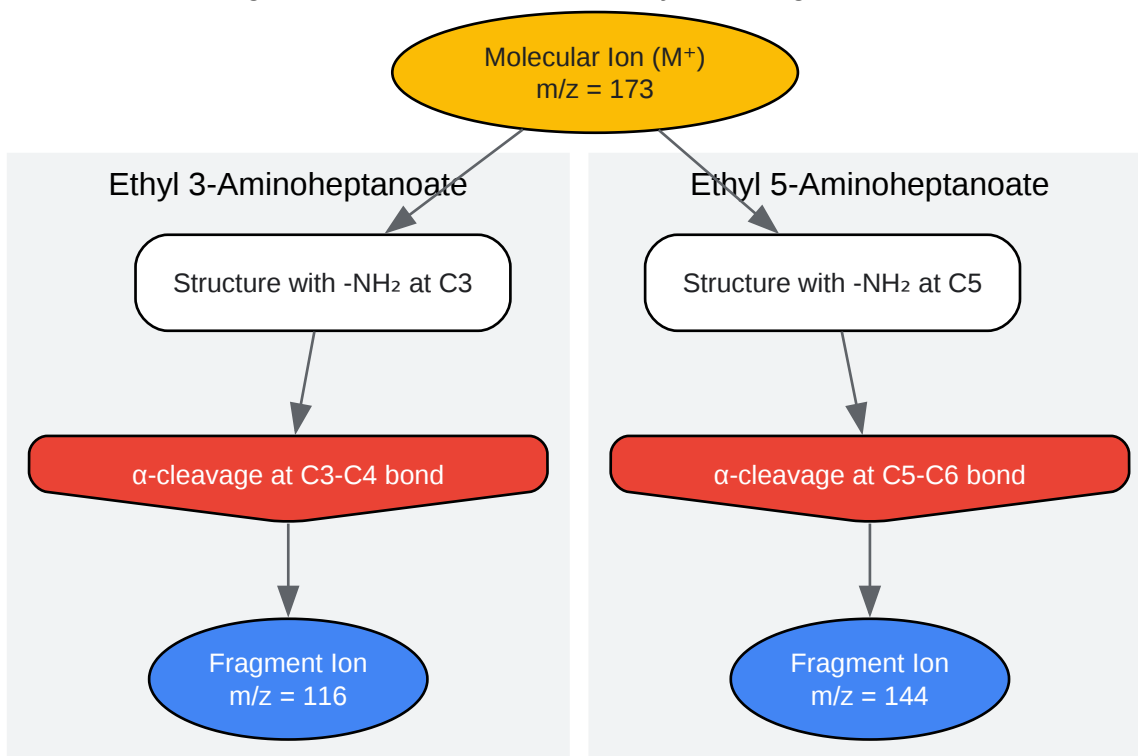 Molecular Ion (M⁺)
m/z = 173
Ethyl 3-Aminoheptanoate
Structure with -NH₂ at C3
α-cleavage at C3-C4 bond
Fragment Ion
m/z = 116
Ethyl 5-Aminoheptanoate
Structure with -NH₂ at C5
α-cleavage at C5-C6 bond
Fragment Ion
m/z = 144